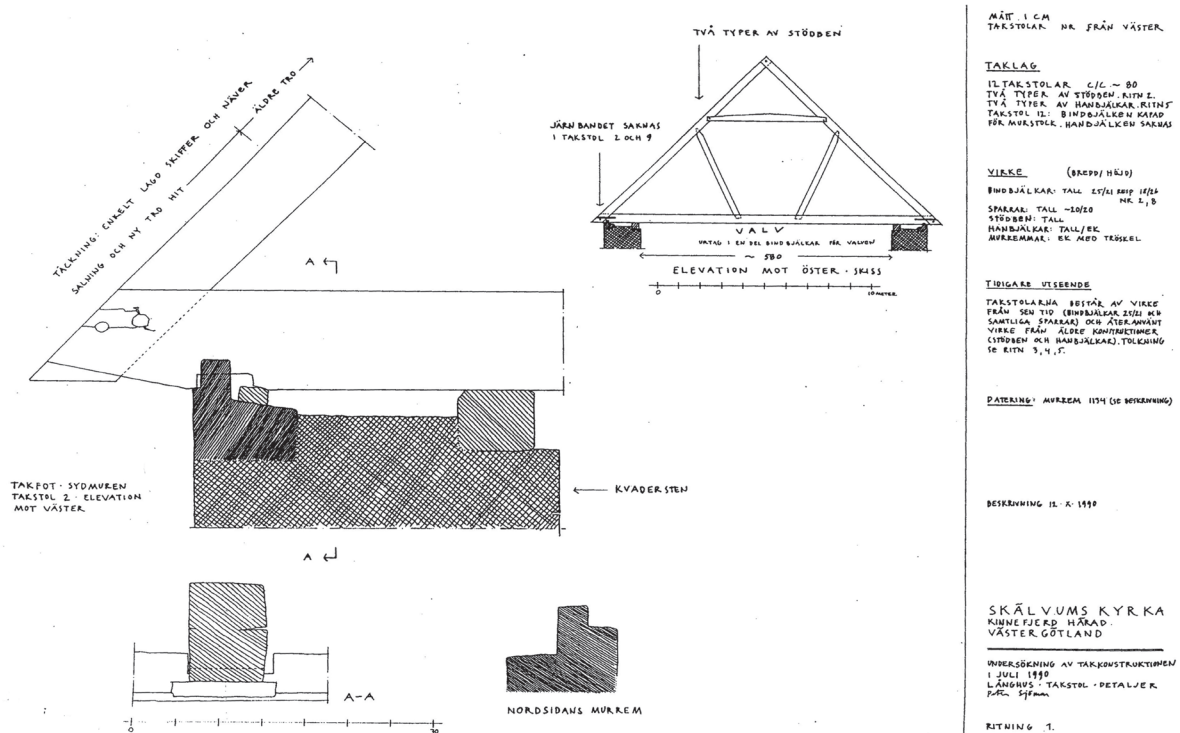 TÄCKNING: ENKELT LAGD SKIFFER OCH NÄVER
SALNING OCH NY TRO HIT
ÄLDRE TRO
TVÅ TYPER AV STÖDBEN
JÄRNBANDET SAKNAS
I TAKSTOL 2 OCH 9
VALV
URTAG I EN DEL BINDBJÄLKAR FÖR VALVEN
~ 580
ELEVATION MOT ÖSTER · SKISS
0
10 METER
A
TAKFOT · SYDMUREN
TAKSTOL 2 · ELEVATION
MOT VÄSTER
KVADERSTEN
A
A-A
0
30
NORDSIDANS MURREM
MÅTT I CM
TAKSTOLAR NR FRÅN VÄSTER
TAKLAG
12 TAKSTOLAR C/C ~ 80
TVÅ TYPER AV STÖDBEN. RITN 2.
TVÅ TYPER AV HANBJÄLKAR. RITN 5
TAKSTOL 12: BINDBJÄLKEN KAPAD
FÖR MURSTOCK. HANBJÄLKEN SAKNAS
VIRKE (BREDD/HÖJD)
BINDBJÄLKAR: TALL 25/21 RESP 18/26
NR 2, 8
SPARRAR: TALL ~20/20
STÖDBEN: TALL
HANBJÄLKAR: TALL/EK
MURREMMAR: EK MED TRÖSKEL
TIDIGARE UTSEENDE
TAKSTOLARNA BESTÅR AV VIRKE
FRÅN SEN TID (BINDBJÄLKAR 25/21 OCH
SAMTLIGA SPARRAR) OCH ÅTERANVÄNT
VIRKE FRÅN ÄLDRE KONSTRUKTIONER
(STÖDBEN OCH HANBJÄLKAR). TOLKNING
SE RITN 3, 4, 5.
DATERING: MURREM 1134 (SE BESKRIVNING)
BESKRIVNING 12 · X · 1990
SKÄLVUMS KYRKA
KINNEFJERD HÄRAD
VÄSTERGÖTLAND
UNDERSÖKNING AV TAKKONSTRUKTIONEN
1 JULI 1990
LÅNGHUS · TAKSTOL · DETALJER
Peter Sjömar
RITNING 1.